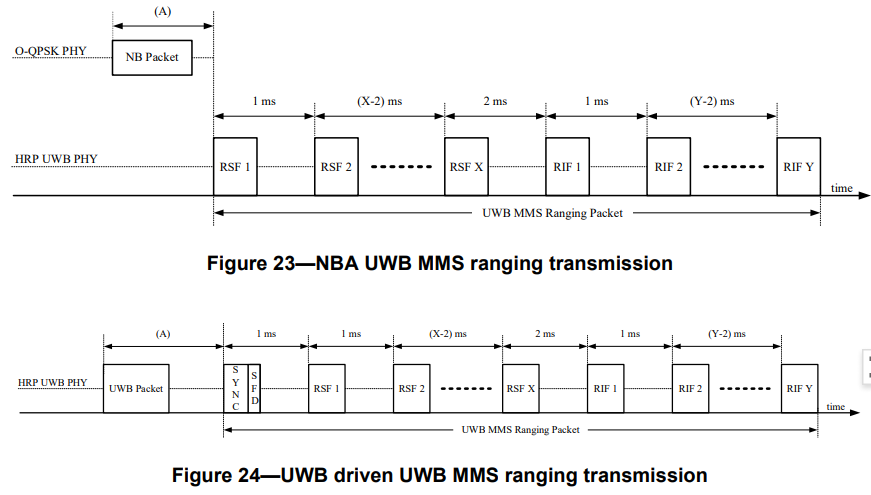 (A)
O-QPSK PHY
NB Packet
1 ms
(X-2) ms
2 ms
1 ms
(Y-2) ms
HRP UWB PHY
RSF 1
RSF 2
RSF X
RIF 1
RIF 2
RIF Y
time
UWB MMS Ranging Packet
Figure 23—NBA UWB MMS ranging transmission
(A)
1 ms
1 ms
(X-2) ms
2 ms
1 ms
(Y-2) ms
HRP UWB PHY
UWB Packet
SYNC
SFD
RSF 1
RSF 2
RSF X
RIF 1
RIF 2
RIF Y
time
UWB MMS Ranging Packet
Figure 24—UWB driven UWB MMS ranging transmission